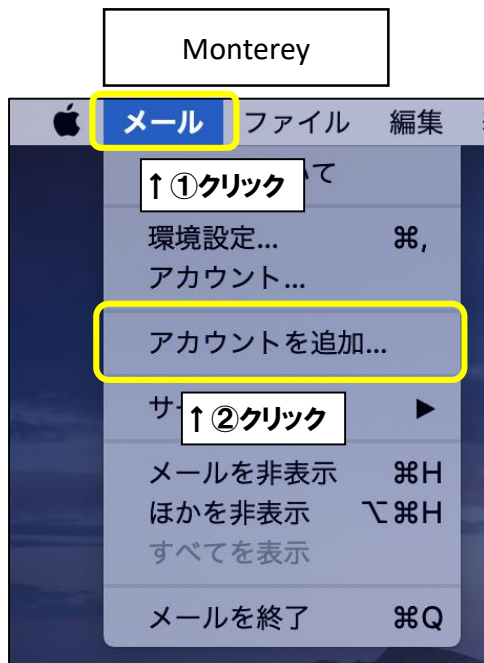 Monterey
メール ファイル 編集
↑①クリック
いて
環境設定... ⌘,
アカウント...
アカウントを追加...
サ
↑②クリック
▶
メールを非表示 ⌘H
ほかを非表示 ⌥⌘H
すべてを表示
メールを終了 ⌘Q